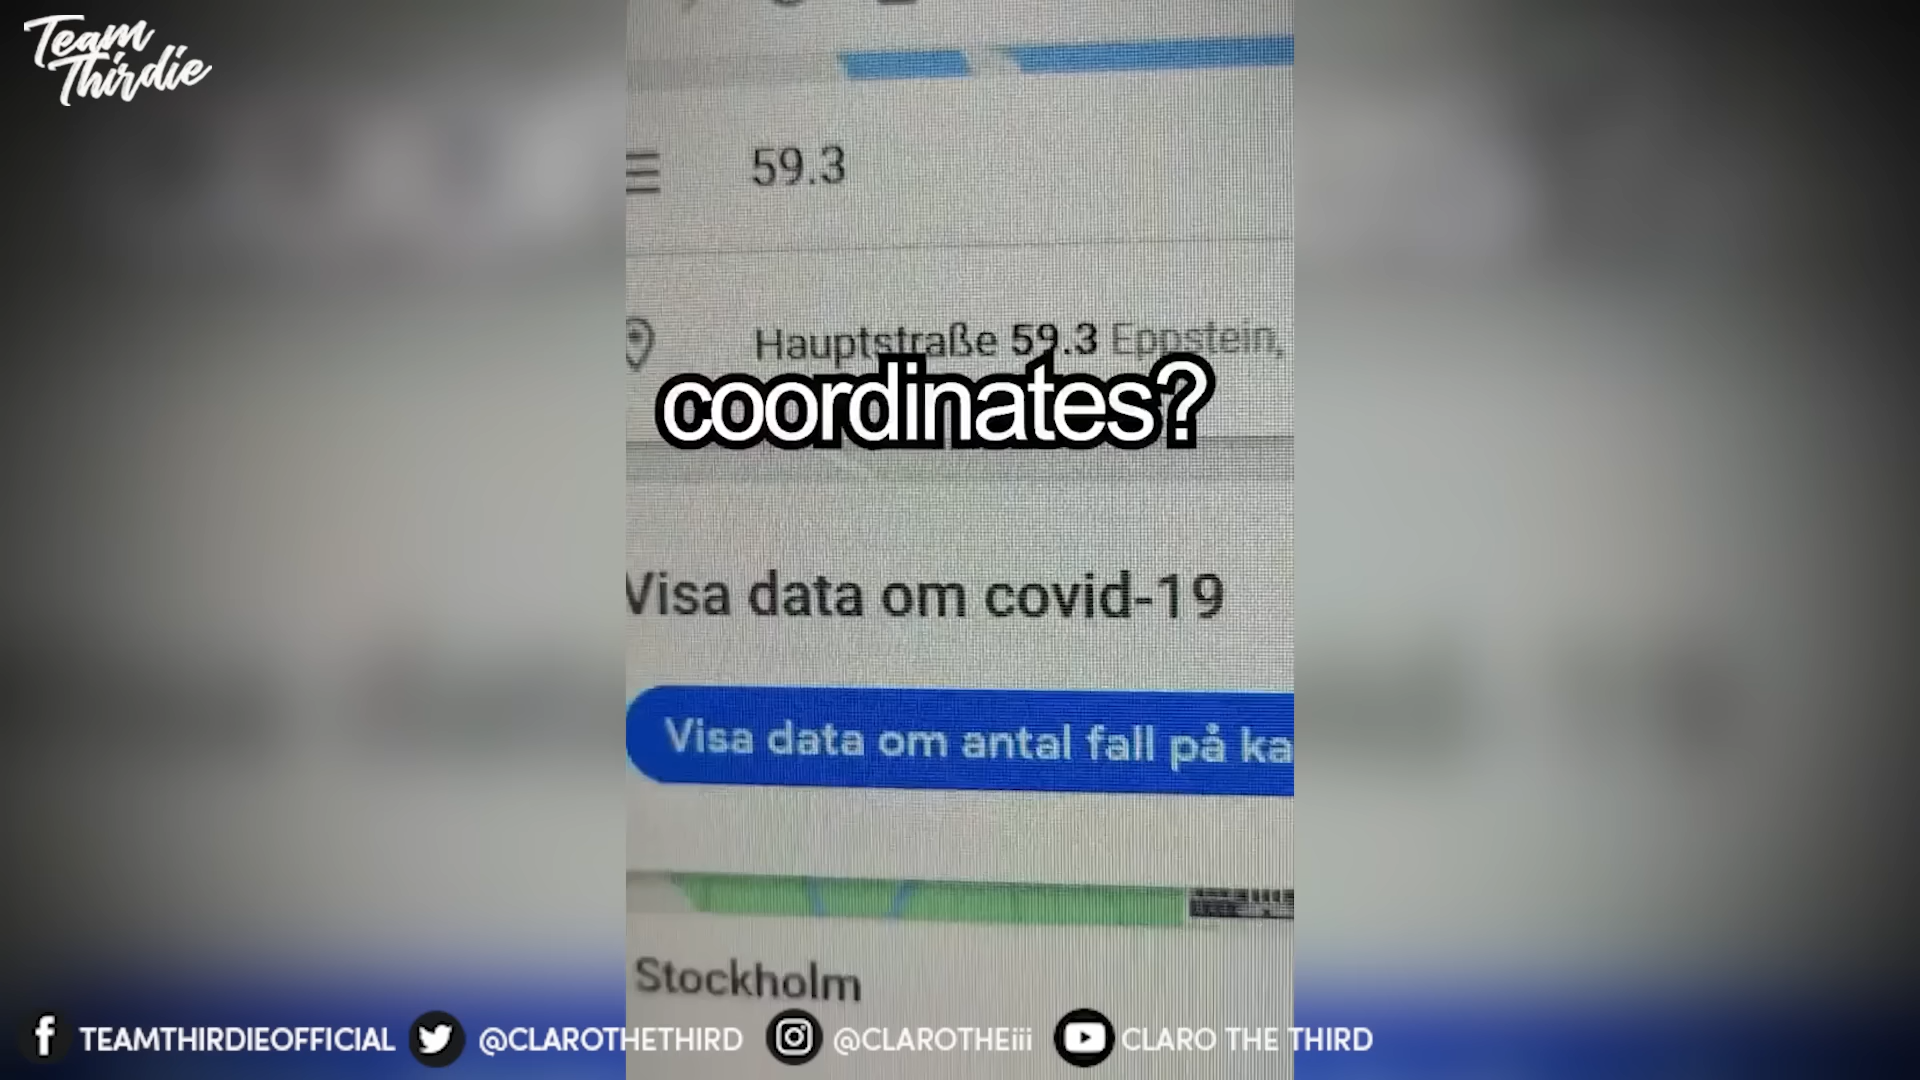 Team
Thirdie
59.3
Hauptstraße 59.3 Eppstein,
coordinates?
Visa data om covid-19
Visa data om antal fall på ka
Stockholm
TEAMTHIRDIEOFFICIAL @CLAROTHETHIRD @CLAROTHEiii CLARO THE THIRD